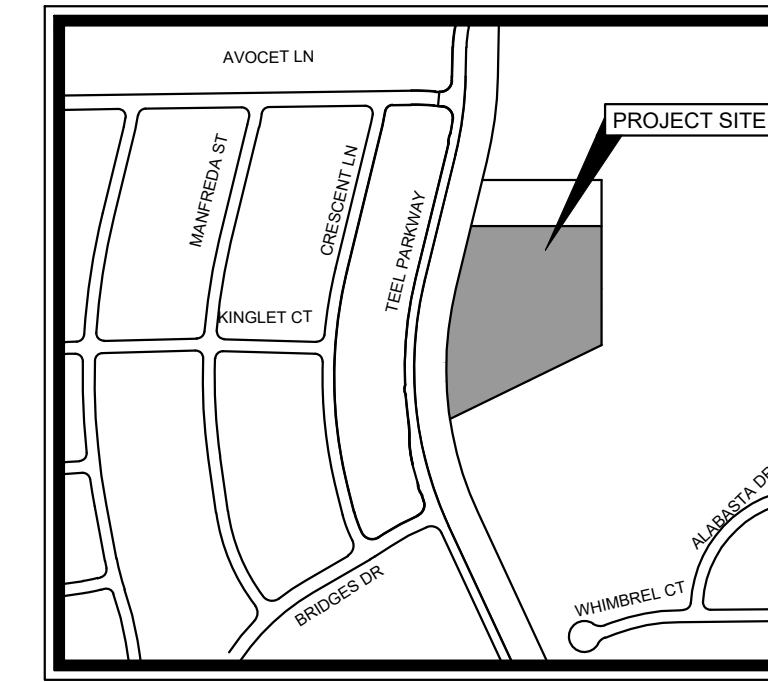 AVOCET LN
PROJECT SITE
MANFREDA ST
CRESCENT LN
TEEL PARKWAY
KINGLET CT
ALABASTA DR
WHIMBREL CT
BRIDGES DR